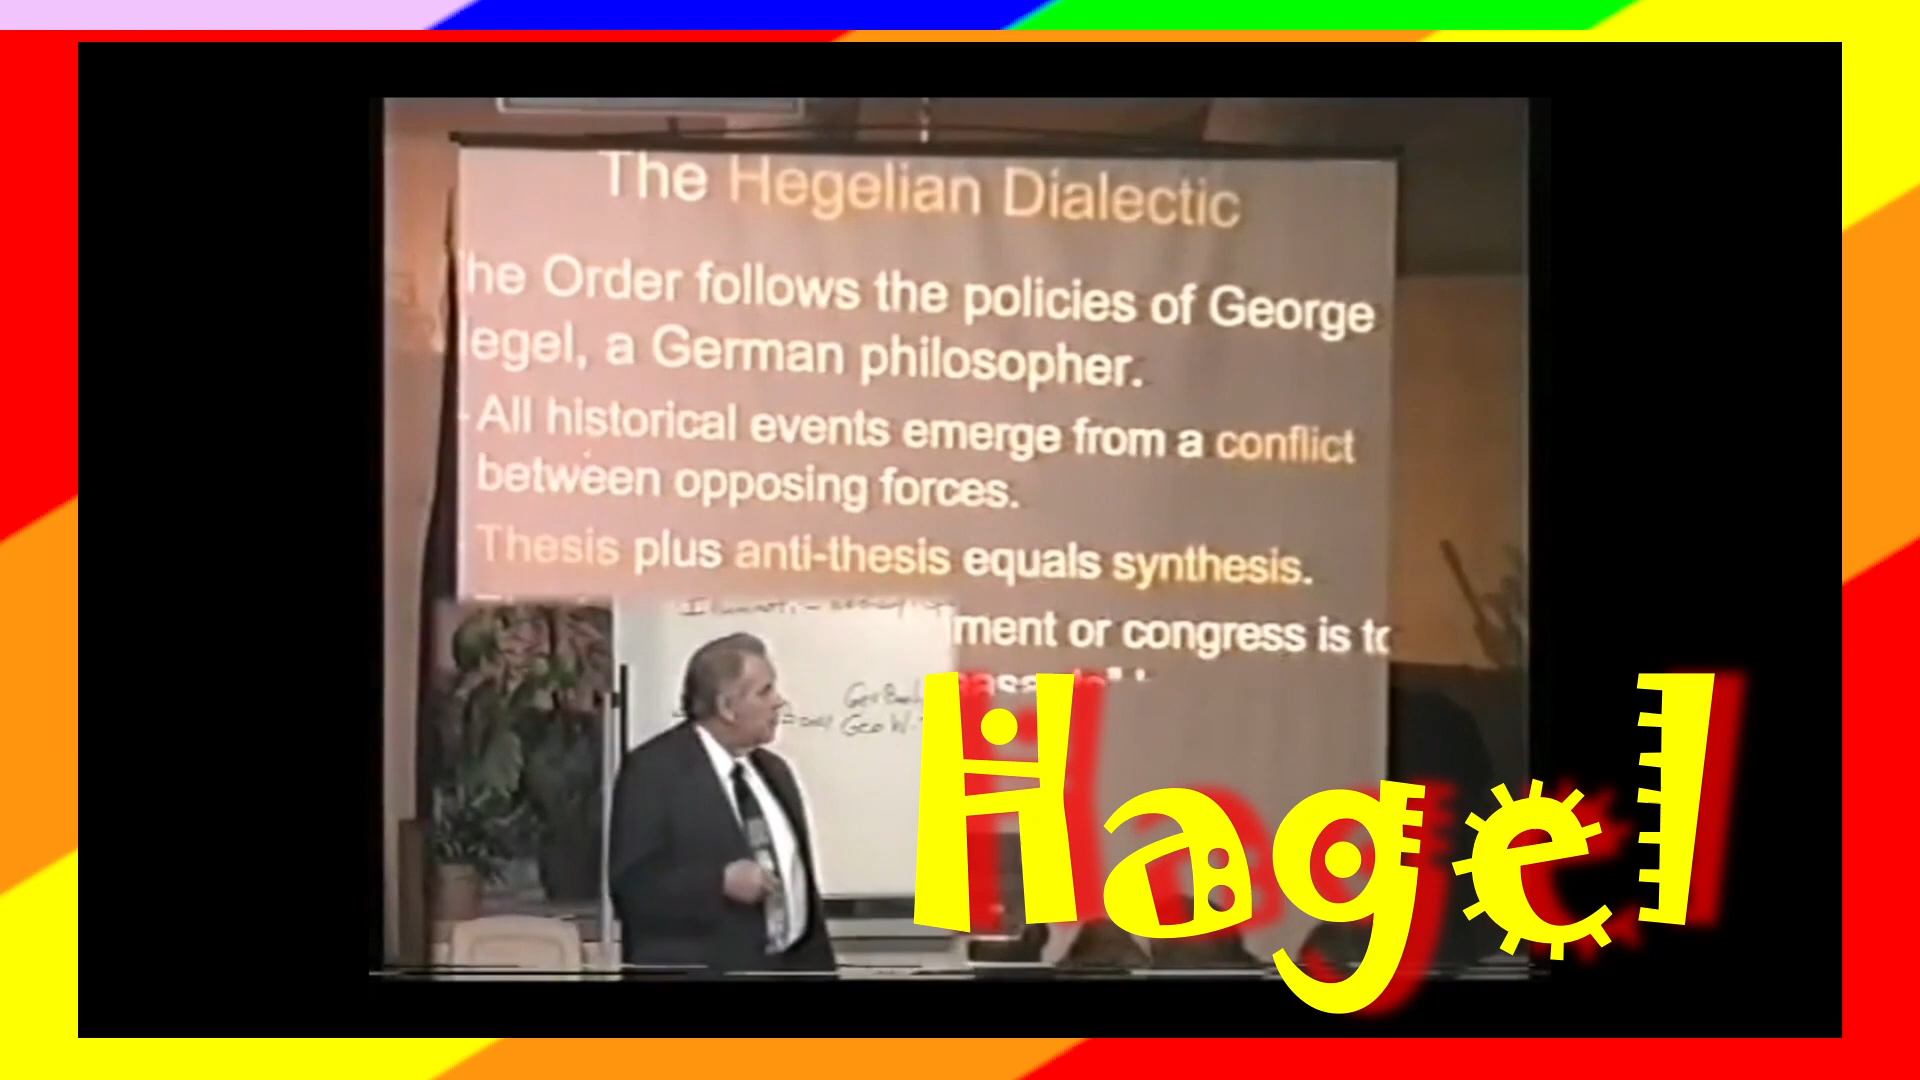 The Hegelian Dialectic
he Order follows the policies of George
egel, a German philosopher.
- All historical events emerge from a conflict
between opposing forces.
Thesis plus anti-thesis equals synthesis.
ment or congress is to
Hagel